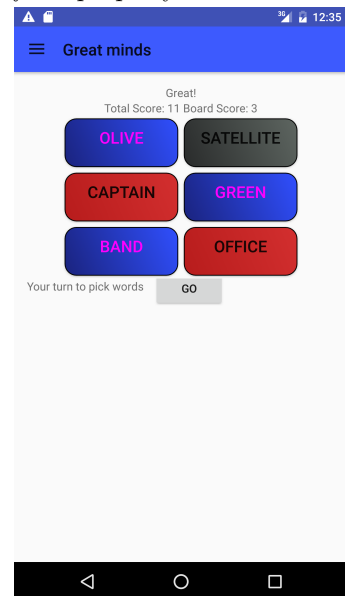 3G 12:35
Great minds
Great!
Total Score: 11 Board Score: 3
OLIVE SATELLITE
CAPTAIN GREEN
BAND OFFICE
Your turn to pick words GO